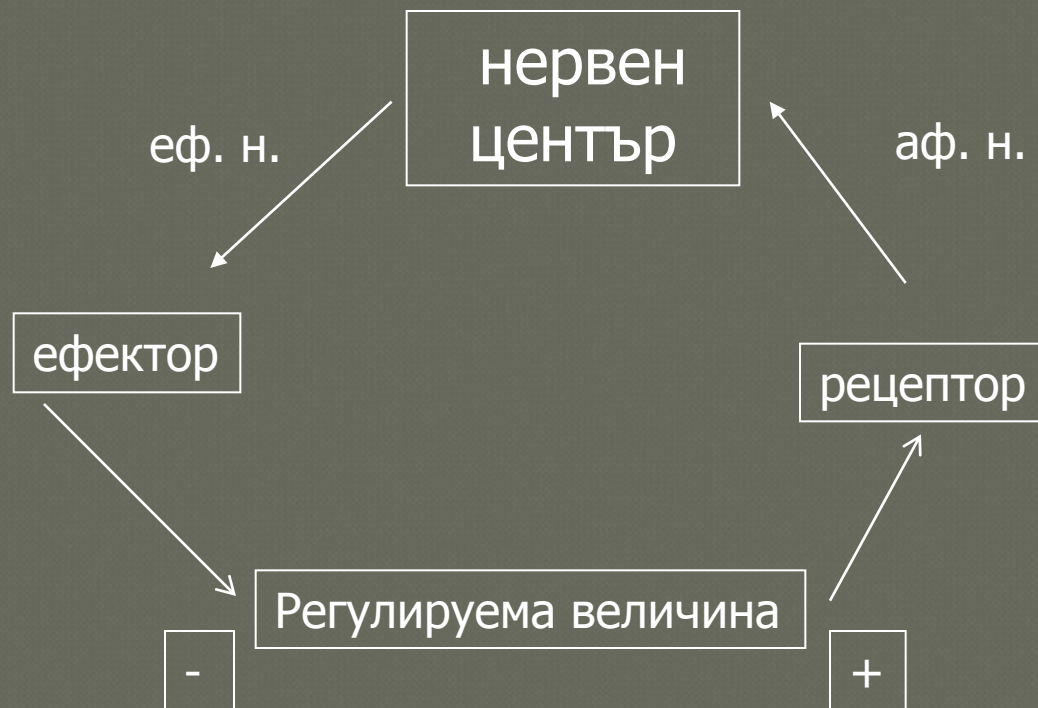 нервен
център
еф. н.
аф. н.
ефектор
рецептор
Регулируема величина
-
+